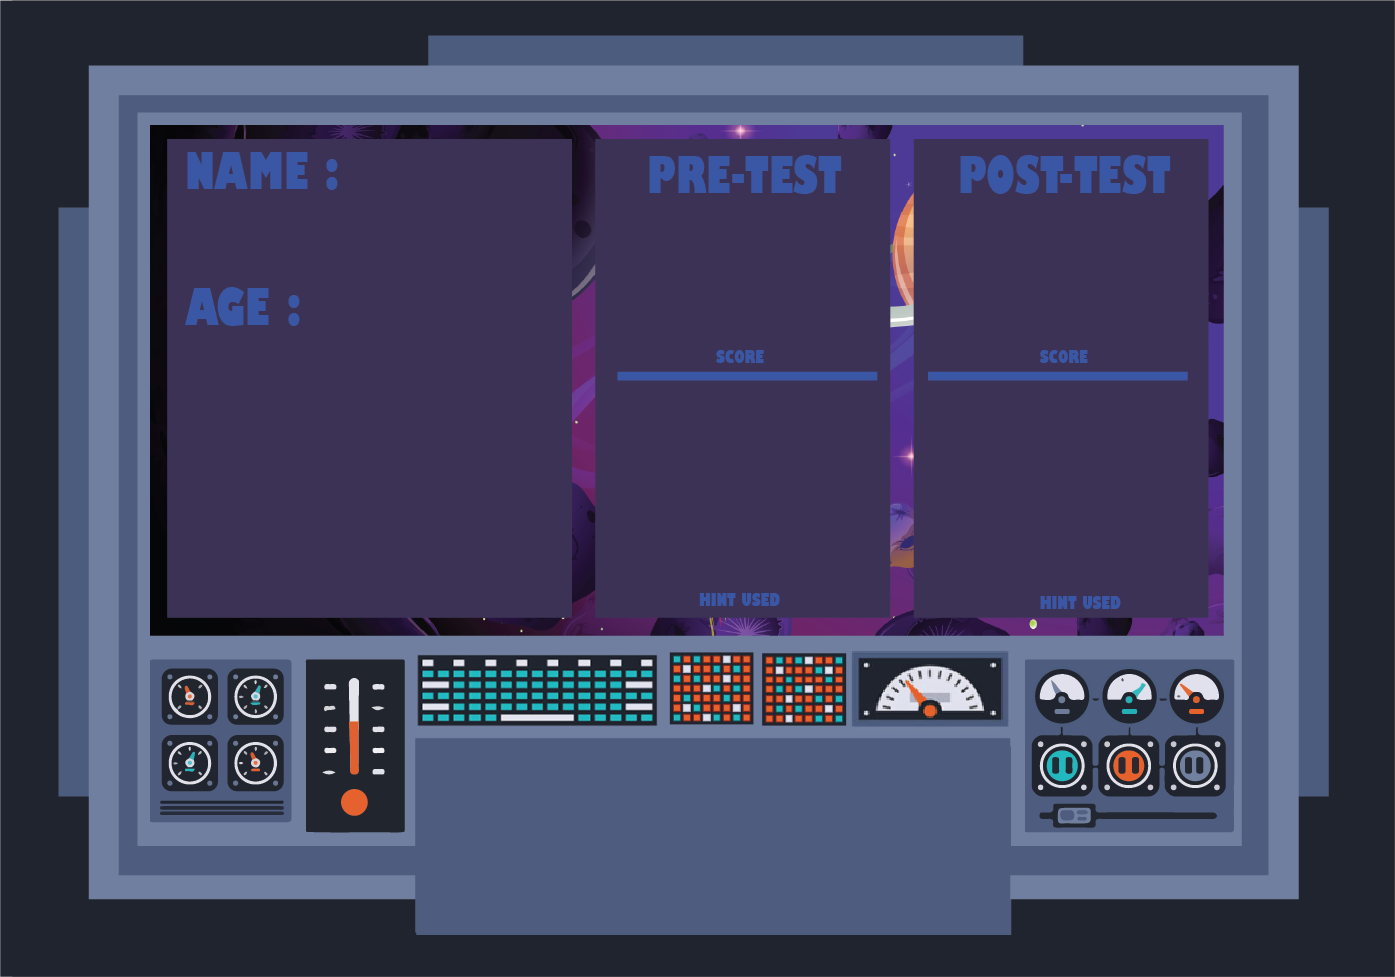 NAME :
AGE :
PRE-TEST
SCORE
HINT USED
POST-TEST
SCORE
HINT USED